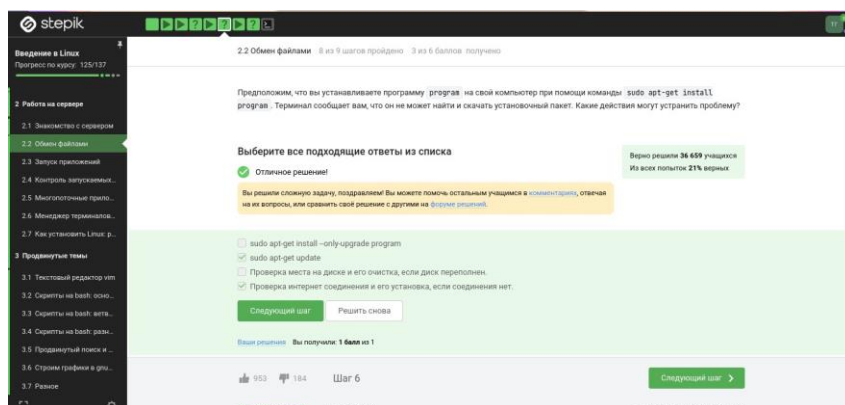 stepik
Введение в Linux
Прогресс по курсу: 125/137
2 Работа на сервере
2.1 Знакомство с сервером
2.2 Обмен файлами
2.3 Запуск приложений
2.4 Контроль запускаемых...
2.5 Многопоточные прило...
2.6 Менеджер терминалов...
2.7 Как установить Linux: р...
3 Продвинутые темы
3.1 Текстовый редактор vim
3.2 Скрипты на bash: осно...
3.3 Скрипты на bash: ветв...
3.4 Скрипты на bash: разн...
3.5 Продвинутый поиск и ...
3.6 Строим графики в gnu...
3.7 Разное
2.2 Обмен файлами 8 из 9 шагов пройдено 3 из 6 баллов получено
Предположим, что вы устанавливаете программу program на свой компьютер при помощи команды sudo apt-get install
program . Терминал сообщает вам, что он не может найти и скачать установочный пакет. Какие действия могут устранить проблему?
Выберите все подходящие ответы из списка
Верно решили 36 659 учащихся
Из всех попыток 21% верных
Отличное решение!
Вы решили сложную задачу, поздравляем! Вы можете помочь остальным учащимся в комментариях, отвечая
на их вопросы, или сравнить своё решение с другими на форуме решений.
sudo apt-get install –only-upgrade program
sudo apt-get update
Проверка места на диске и его очистка, если диск переполнен.
Проверка интернет соединения и его установка, если соединения нет.
Следующий шаг
Решить снова
Ваши решения Вы получили: 1 балл из 1
953 184 Шаг 6
Следующий шаг